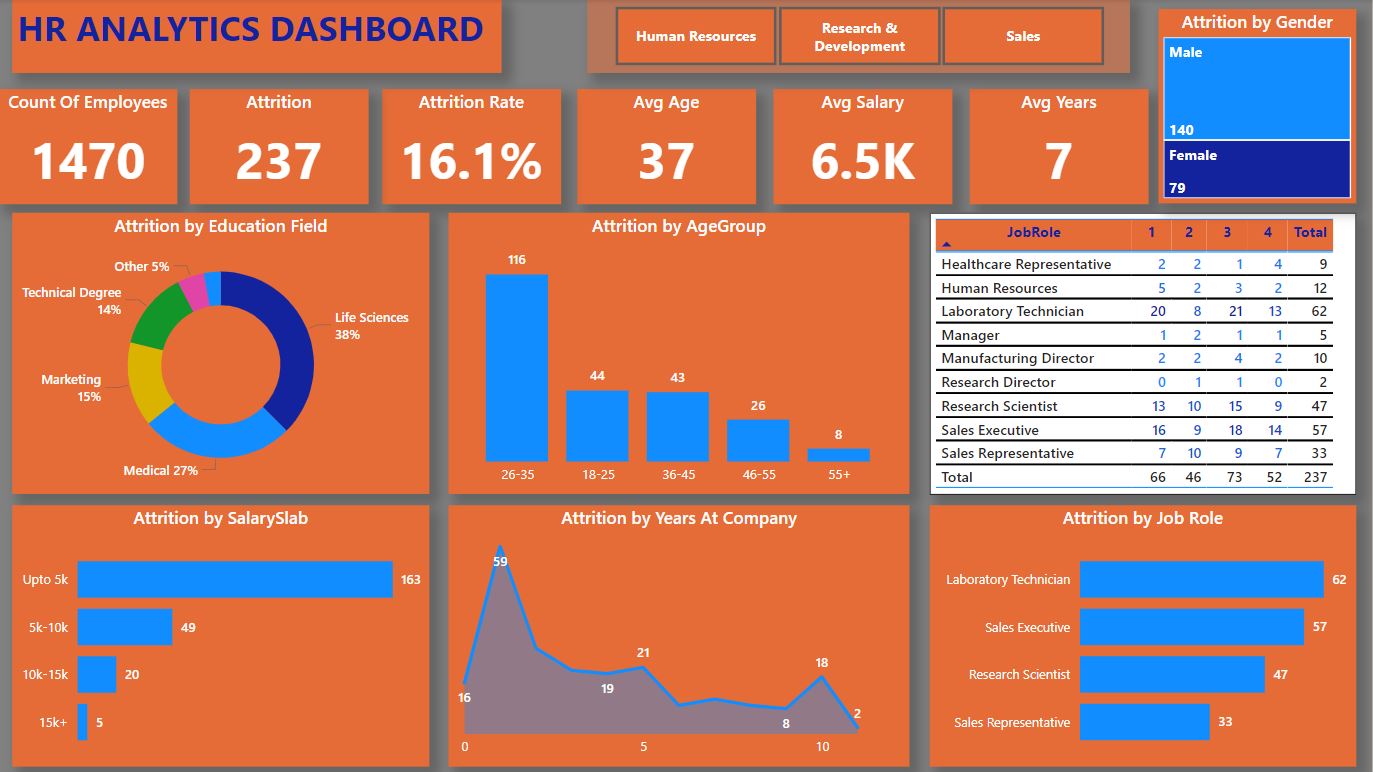 HR ANALYTICS DASHBOARD
Human Resources
Research &
Development
Sales
Attrition by Gender
Male
140
Female
79
Count Of Employees
1470
Attrition
237
Attrition Rate
16.1%
Avg Age
37
Avg Salary
6.5K
Avg Years
7
Attrition by Education Field
Other 5%
Technical Degree
14%
Life Sciences
38%
Marketing
15%
Medical 27%
Attrition by AgeGroup
116
44
43
26
8
26-35 18-25 36-45 46-55 55+
JobRole 1 2 3 4 Total
Healthcare Representative 2 2 1 4 9
Human Resources 5 2 3 2 12
Laboratory Technician 20 8 21 13 62
Manager 1 2 1 1 5
Manufacturing Director 2 2 4 2 10
Research Director 0 1 1 0 2
Research Scientist 13 10 15 9 47
Sales Executive 16 9 18 14 57
Sales Representative 7 10 9 7 33
Total 66 46 73 52 237
Attrition by SalarySlab
Upto 5k 163
5k-10k 49
10k-15k 20
15k+ 5
Attrition by Years At Company
59
21
18
16
19
8
2
0 5 10
Attrition by Job Role
Laboratory Technician 62
Sales Executive 57
Research Scientist 47
Sales Representative 33